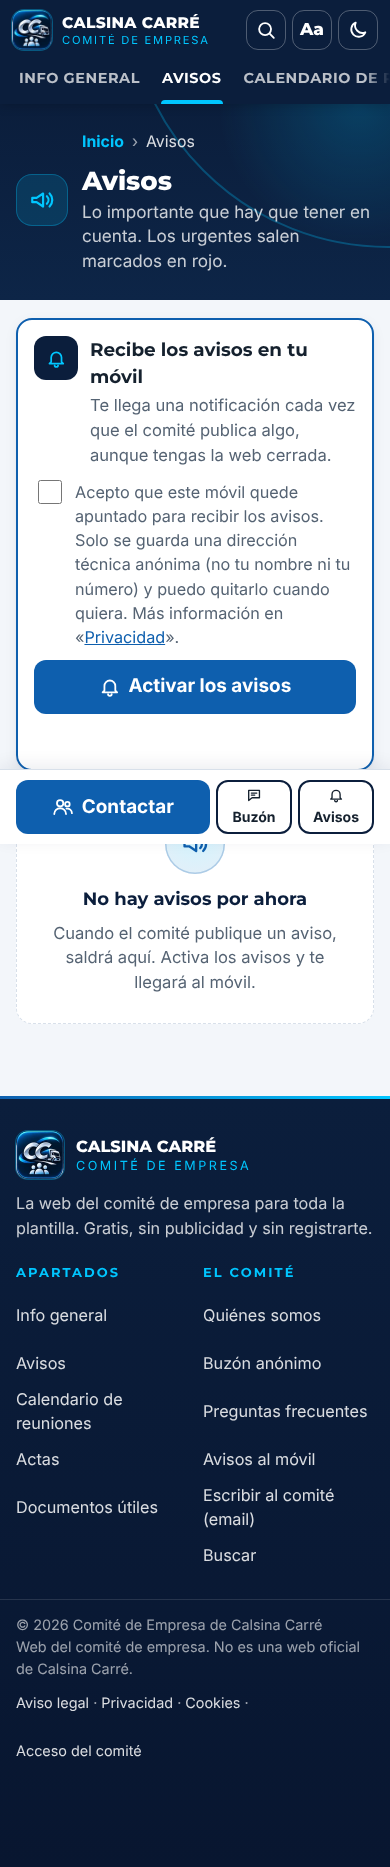 CALSINA CARRÉ
COMITÉ DE EMPRESA
Aa
INFO GENERAL AVISOS CALENDARIO DE
Inicio › Avisos
Avisos
Lo importante que hay que tener en
cuenta. Los urgentes salen
marcados en rojo.
Recibe los avisos en tu
móvil
Te llega una notificación cada vez
que el comité publica algo,
aunque tengas la web cerrada.
Acepto que este móvil quede
apuntado para recibir los avisos.
Solo se guarda una dirección
técnica anónima (no tu nombre ni tu
número) y puedo quitarlo cuando
quiera. Más información en
«Privacidad».
Activar los avisos
Contactar
Buzón
Avisos
No hay avisos por ahora
Cuando el comité publique un aviso,
saldrá aquí. Activa los avisos y te
llegará al móvil.
CALSINA CARRÉ
COMITÉ DE EMPRESA
La web del comité de empresa para toda la
plantilla. Gratis, sin publicidad y sin registrarte.
APARTADOS
Info general
Avisos
Calendario de
reuniones
Actas
Documentos útiles
EL COMITÉ
Quiénes somos
Buzón anónimo
Preguntas frecuentes
Avisos al móvil
Escribir al comité
(email)
Buscar
© 2026 Comité de Empresa de Calsina Carré
Web del comité de empresa. No es una web oficial
de Calsina Carré.
Aviso legal · Privacidad · Cookies ·
Acceso del comité